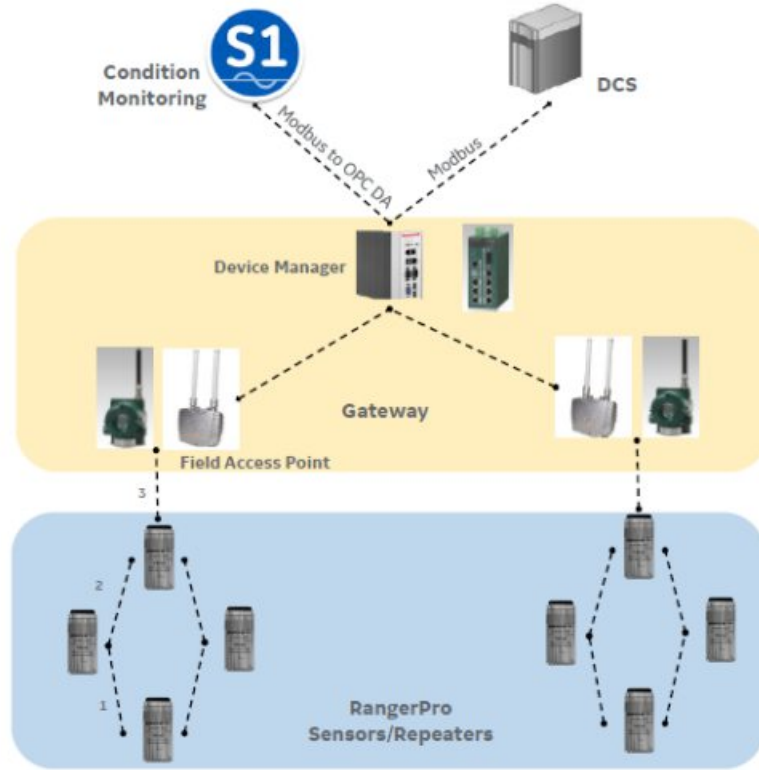 S1
Condition
Monitoring
DCS
Modbus to OPC DA
Modbus
Device Manager
Gateway
Field Access Point
3
2
1
RangerPro
Sensors/Repeaters